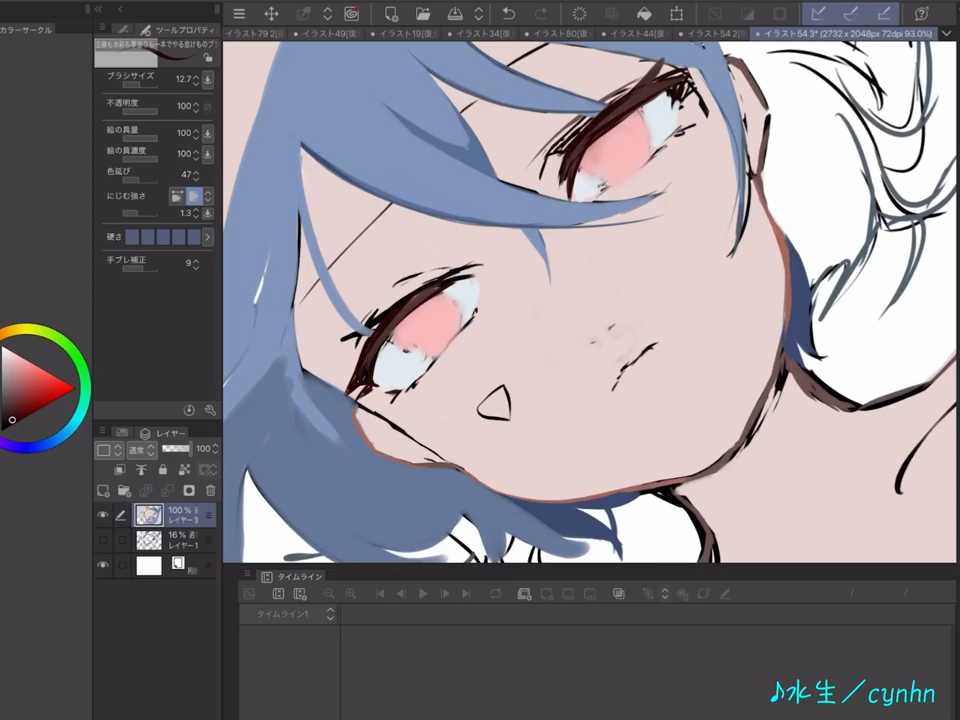 カラーサークル
ツールプロパティ
ブラシサイズ 12.7
不透明度 100
絵の具量 100
絵の具濃度 100
色延び 47
にじむ強さ
1.3
硬さ
手ブレ補正 9
レイヤー
通常 100
100 %
レイヤー3
16 %
レイヤー1
イラスト79 2
イラスト49
イラスト19
イラスト34
イラスト80
イラスト44
イラスト54 2
イラスト54 3* (2732 x 2048px 72dpi 93.0%)
タイムライン
タイムライン1
♪水生／cynhn